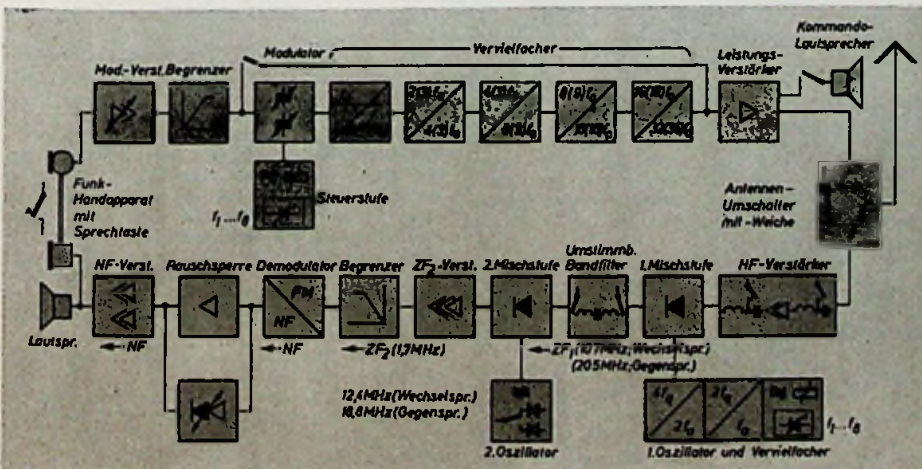 Kommando-
Lautsprecher
Modulator
Vervielfacher
Leistungs-
Verstärker
Mod.-Verst.
Begrenzer
Funk-
Handapparat
mit
Sprechtaste
Steuerstufe
f₁...f₈
Antennen-
Umschalter
mit-Weiche
NF-Verst.
Rauschsperre
Demodulator
Begrenzer
ZF₂-Verst.
2.Mischstufe
Umstimmb.
Bandfilter
1.Mischstufe
HF-Verstärker
FM
NF
Lautspr.
NF
NF
ZF₂(1,7MHz)
ZF₁(10,7MHz;Wechselspr.)
(20,5MHz;Gegenspr.)
12,4MHz(Wechselspr.)
18,8MHz(Gegenspr.)
2.Oszillator
1.Oszillator und Vervielfacher
f₁...f₈